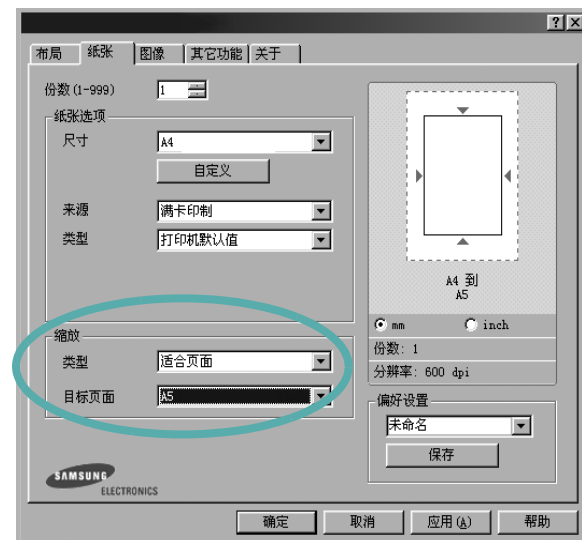 布局 纸张 图像 其它功能 关于
份数(1-999) 1
纸张选项
尺寸 A4
自定义
来源 满卡印制
类型 打印机默认值
缩放
类型 适合页面
目标页面 A5
A4 到
A5
mm inch
份数: 1
分辨率: 600 dpi
偏好设置
未命名
保存
SAMSUNG
ELECTRONICS
确定 取消 应用(A) 帮助